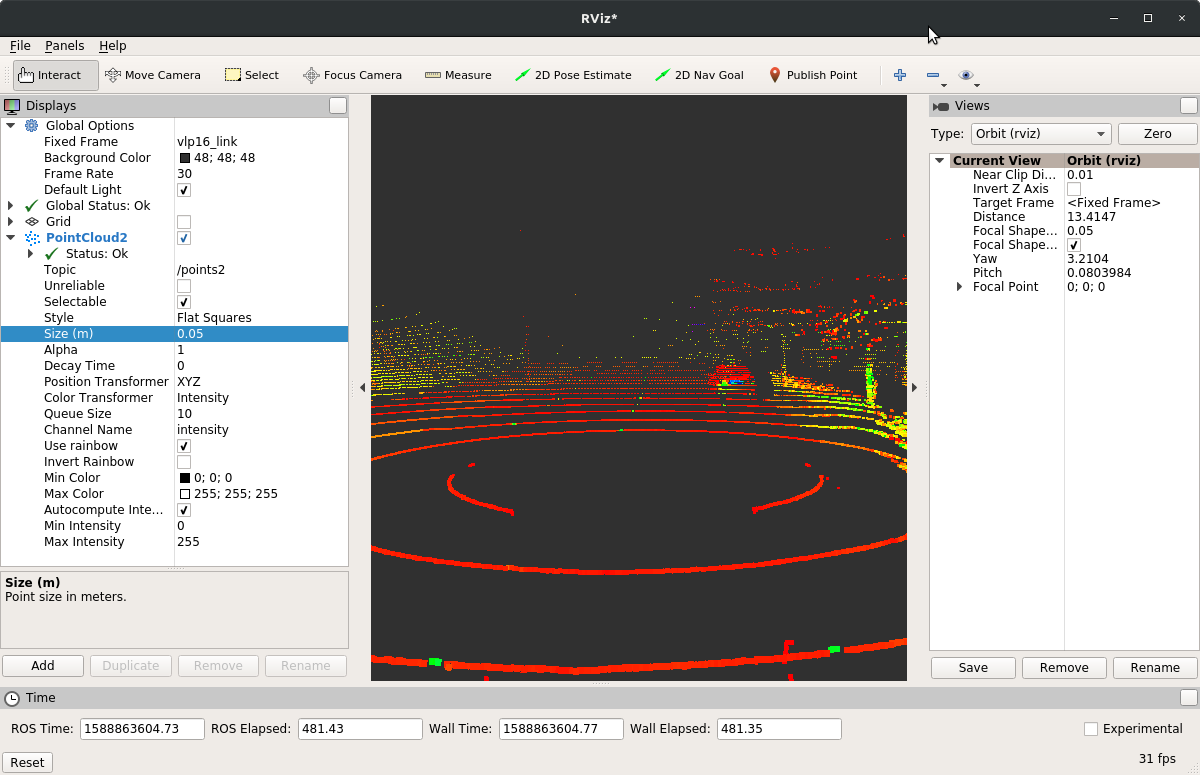 RViz*
File Panels Help
Interact Move Camera Select Focus Camera Measure 2D Pose Estimate 2D Nav Goal Publish Point
Displays
Global Options
Fixed Frame vlp16_link
Background Color 48; 48; 48
Frame Rate 30
Default Light
Global Status: Ok
Grid
PointCloud2
Status: Ok
Topic /points2
Unreliable
Selectable
Style Flat Squares
Size (m) 0.05
Alpha 1
Decay Time 0
Position Transformer XYZ
Color Transformer Intensity
Queue Size 10
Channel Name intensity
Use rainbow
Invert Rainbow
Min Color 0; 0; 0
Max Color 255; 255; 255
Autocompute Inte...
Min Intensity 0
Max Intensity 255
Size (m)
Point size in meters.
Add Duplicate Remove Rename
Views
Type: Orbit (rviz) Zero
Current View Orbit (rviz)
Near Clip Di... 0.01
Invert Z Axis
Target Frame <Fixed Frame>
Distance 13.4147
Focal Shape... 0.05
Focal Shape...
Yaw 3.2104
Pitch 0.0803984
Focal Point 0; 0; 0
Save Remove Rename
Time
ROS Time: 1588863604.73 ROS Elapsed: 481.43 Wall Time: 1588863604.77 Wall Elapsed: 481.35 Experimental
Reset 31 fps